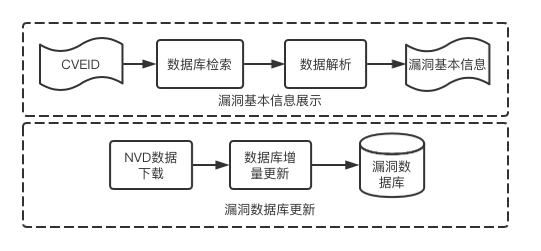 CVEID
数据库检索
数据解析
漏洞基本信息
漏洞基本信息展示
NVD数据
下载
数据库增
量更新
漏洞数
据库
漏洞数据库更新